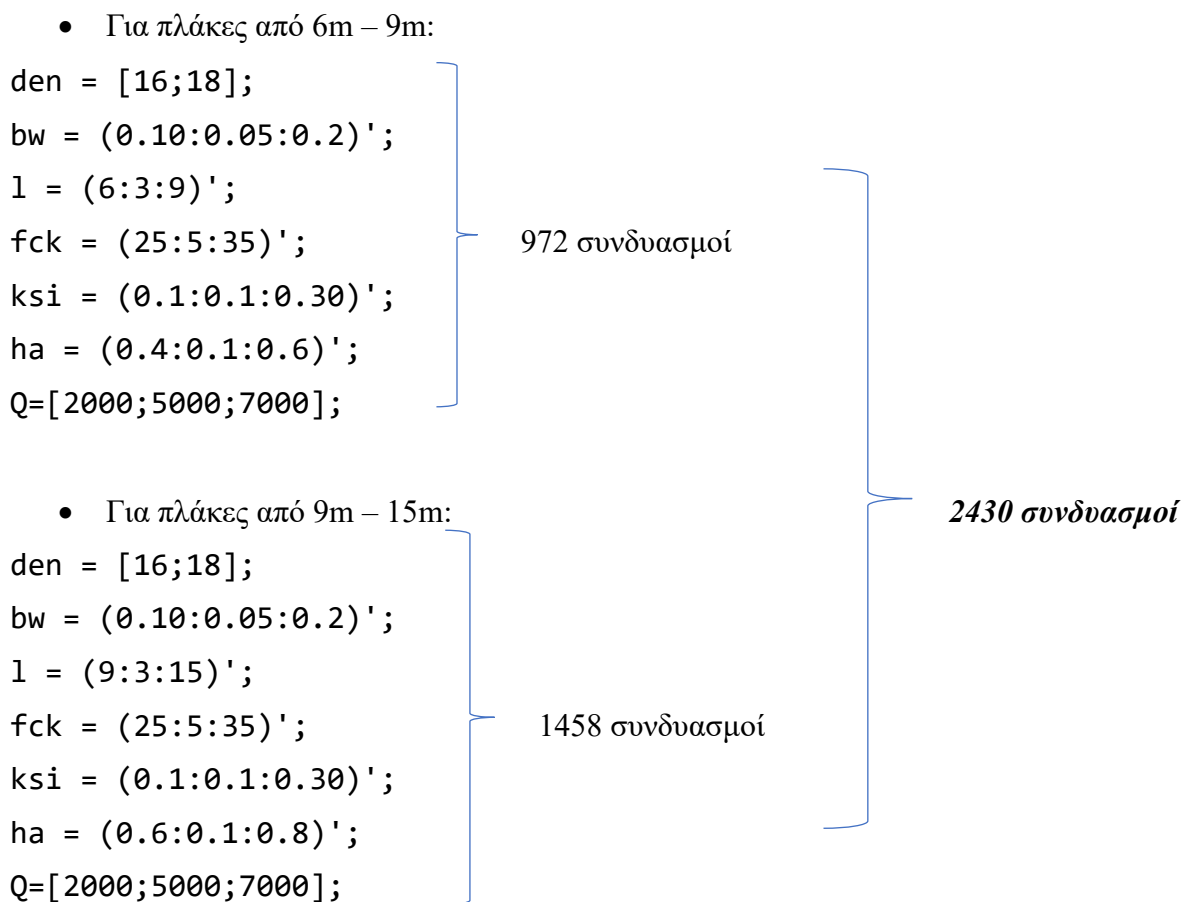 • Για πλάκες από 6m – 9m:
den = [16;18];
bw = (0.10:0.05:0.2)';
l = (6:3:9)';
fck = (25:5:35)';
ksi = (0.1:0.1:0.30)';
ha = (0.4:0.1:0.6)';
Q=[2000;5000;7000];
972 συνδυασμοί
• Για πλάκες από 9m – 15m:
den = [16;18];
bw = (0.10:0.05:0.2)';
l = (9:3:15)';
fck = (25:5:35)';
ksi = (0.1:0.1:0.30)';
ha = (0.6:0.1:0.8)';
Q=[2000;5000;7000];
1458 συνδυασμοί
2430 συνδυασμοί